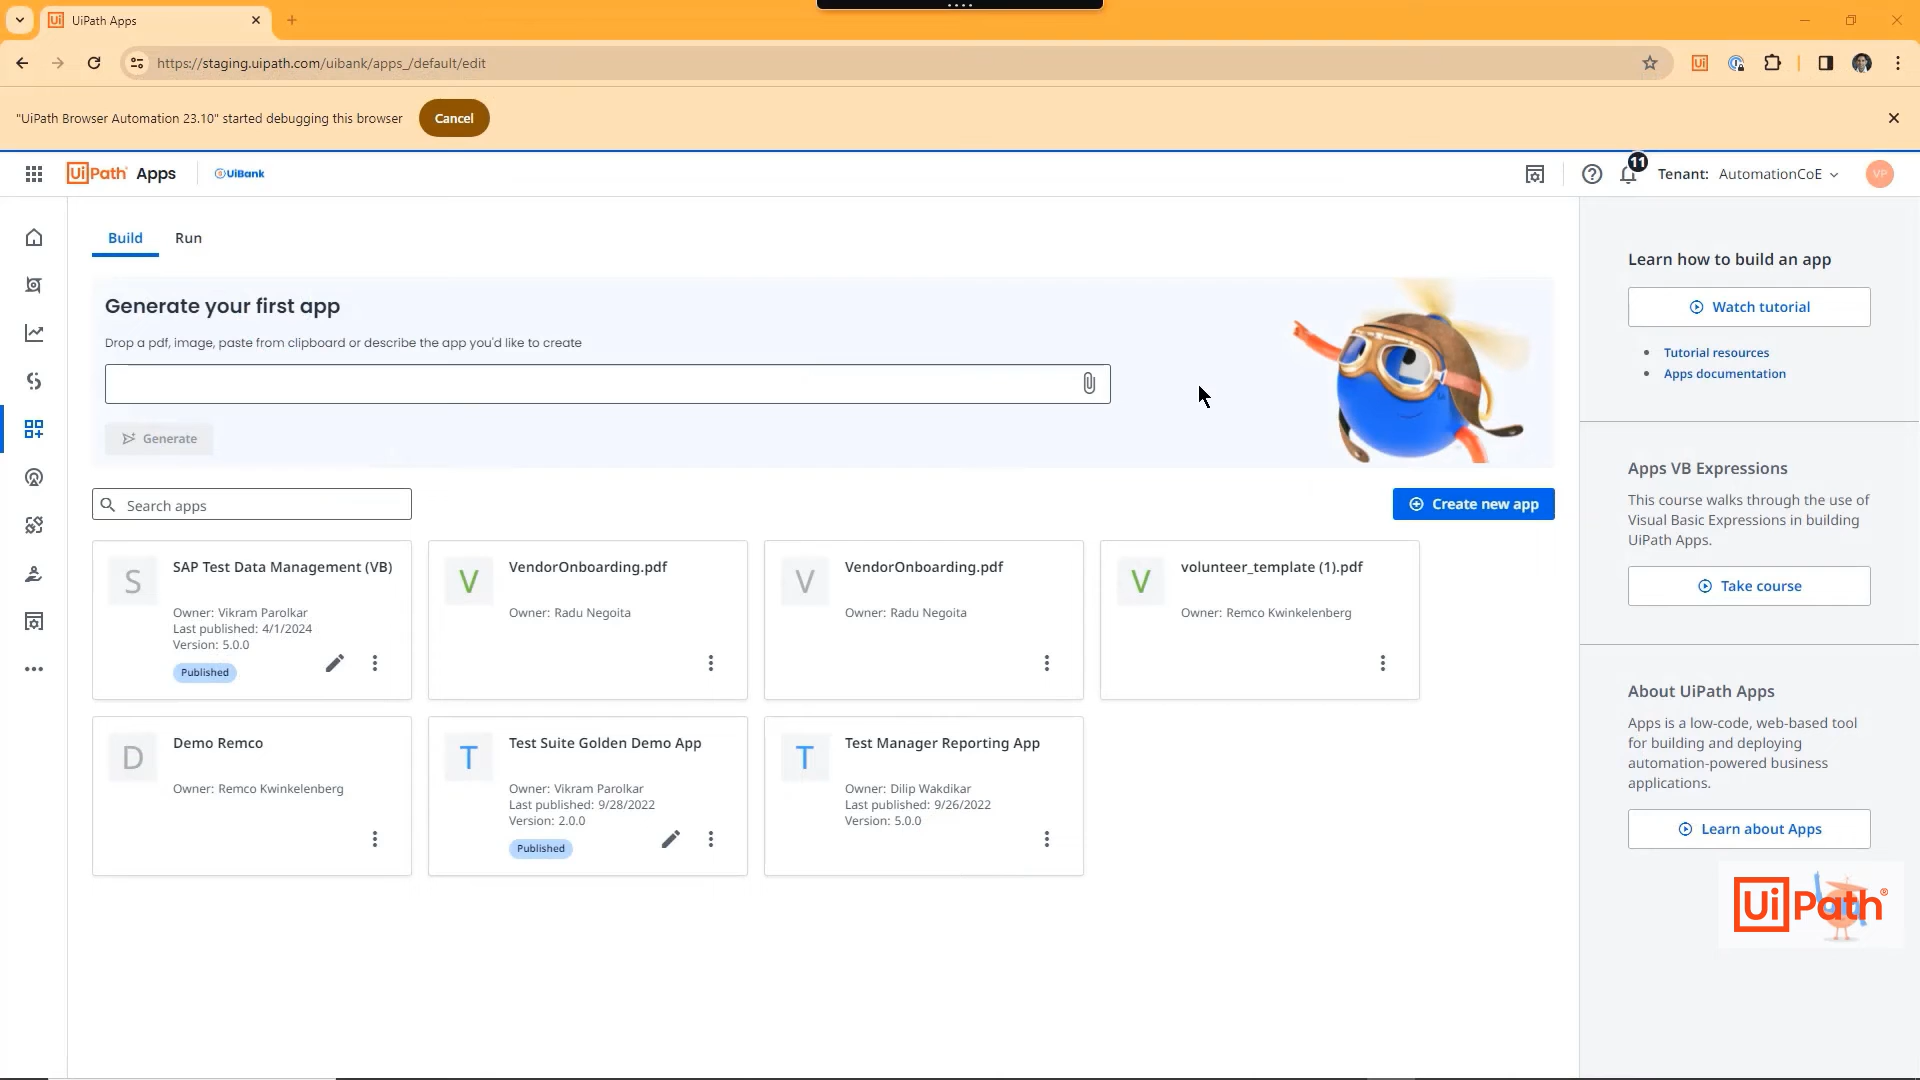 UiPath Apps
https://staging.uipath.com/uibank/apps_/default/edit
"UiPath Browser Automation 23.10" started debugging this browser
Cancel
UiPath Apps
UiBank
11
Tenant: AutomationCoE
VP
Build
Run
Generate your first app
Drop a pdf, image, paste from clipboard or describe the app you'd like to create
Generate
Search apps
Create new app
S
SAP Test Data Management (VB)
Owner: Vikram Parolkar
Last published: 4/1/2024
Version: 5.0.0
Published
V
VendorOnboarding.pdf
Owner: Radu Negoita
V
VendorOnboarding.pdf
Owner: Radu Negoita
V
volunteer_template (1).pdf
Owner: Remco Kwinkelenberg
D
Demo Remco
Owner: Remco Kwinkelenberg
T
Test Suite Golden Demo App
Owner: Vikram Parolkar
Last published: 9/28/2022
Version: 2.0.0
Published
T
Test Manager Reporting App
Owner: Dilip Wakdikar
Last published: 9/26/2022
Version: 5.0.0
Learn how to build an app
Watch tutorial
Tutorial resources
Apps documentation
Apps VB Expressions
This course walks through the use of
Visual Basic Expressions in building
UiPath Apps.
Take course
About UiPath Apps
Apps is a low-code, web-based tool
for building and deploying
automation-powered business
applications.
Learn about Apps
UiPath®